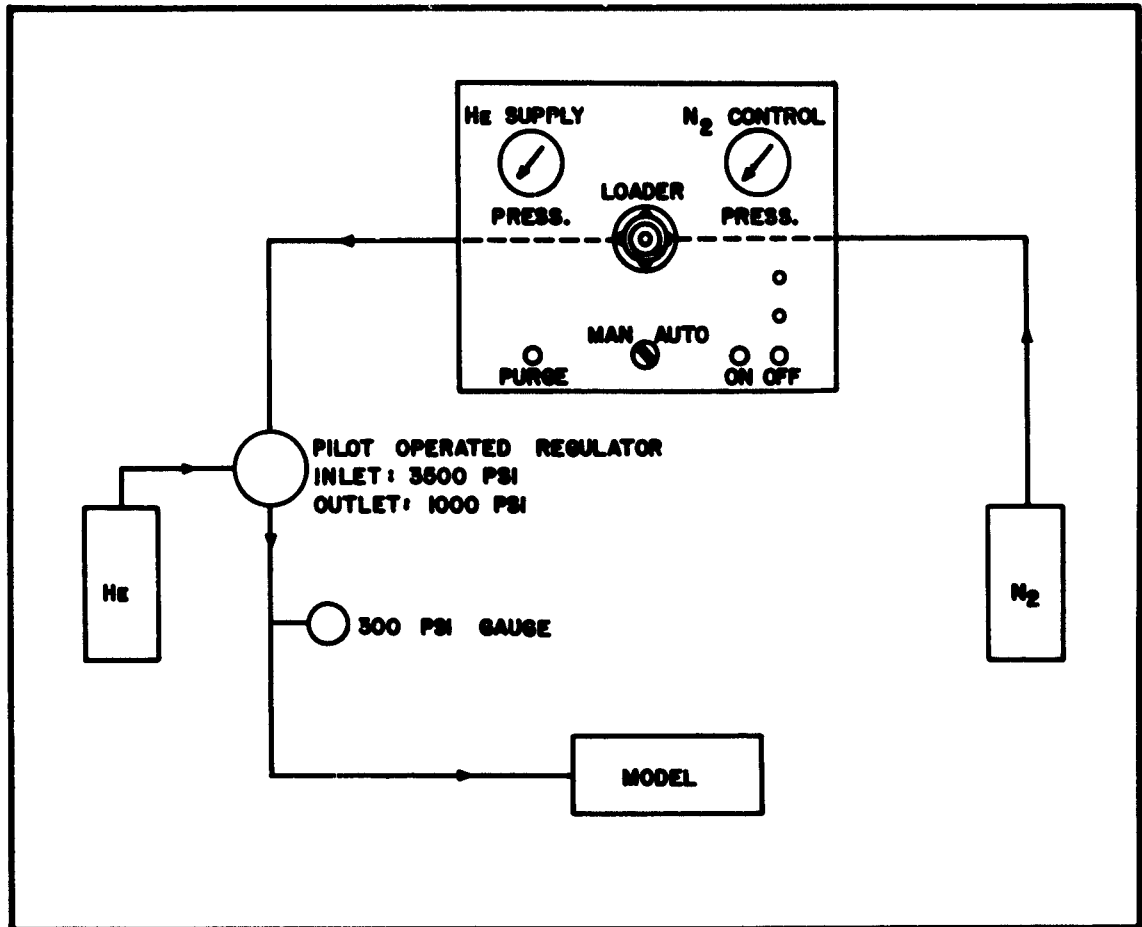 HE SUPPLY
N2 CONTROL
LOADER
PRESS.
PRESS.
MAN AUTO
PURGE
ON OFF
PILOT OPERATED REGULATOR
INLET: 3500 PSI
OUTLET: 1000 PSI
HE
N2
300 PSI GAUGE
MODEL